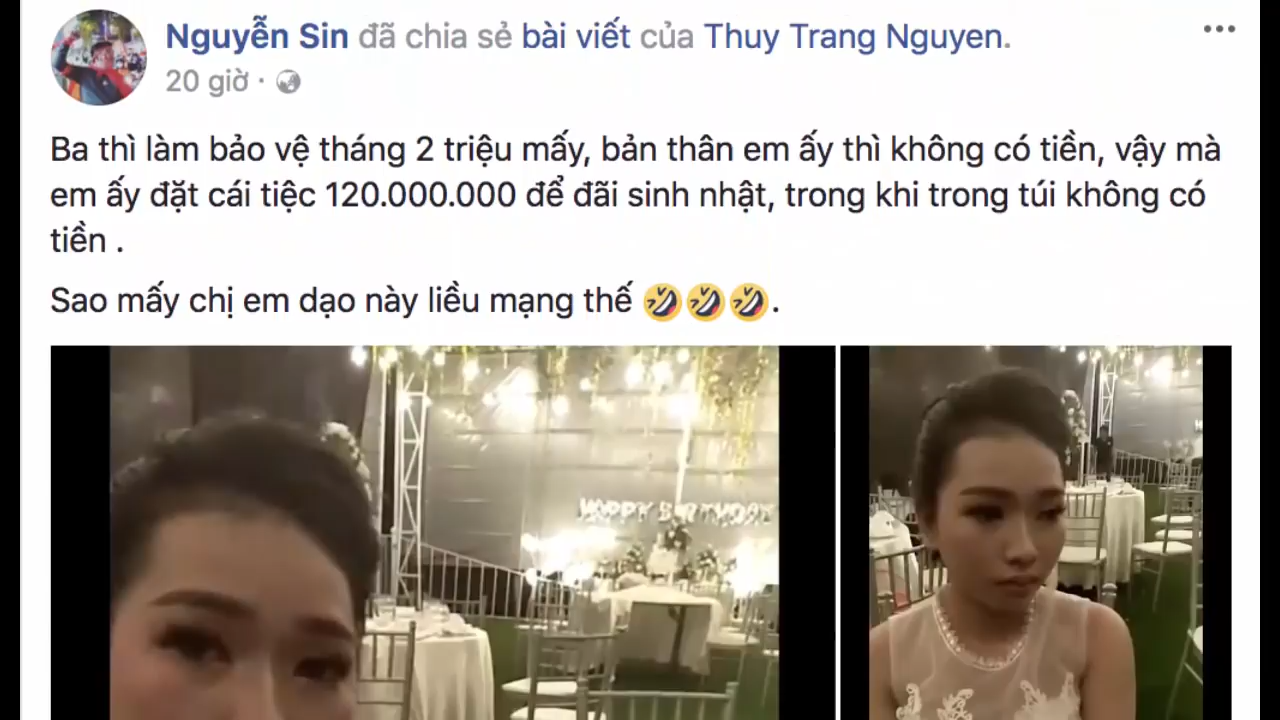 Nguyễn Sin đã chia sẻ bài viết của Thuy Trang Nguyen.
20 giờ ·
Ba thì làm bảo vệ tháng 2 triệu mấy, bản thân em ấy thì không có tiền, vậy mà
em ấy đặt cái tiệc 120.000.000 để đãi sinh nhật, trong khi trong túi không có
tiền .
Sao mấy chị em dạo này liều mạng thế 🤣🤣🤣.
HAPPY BIRTHDAY